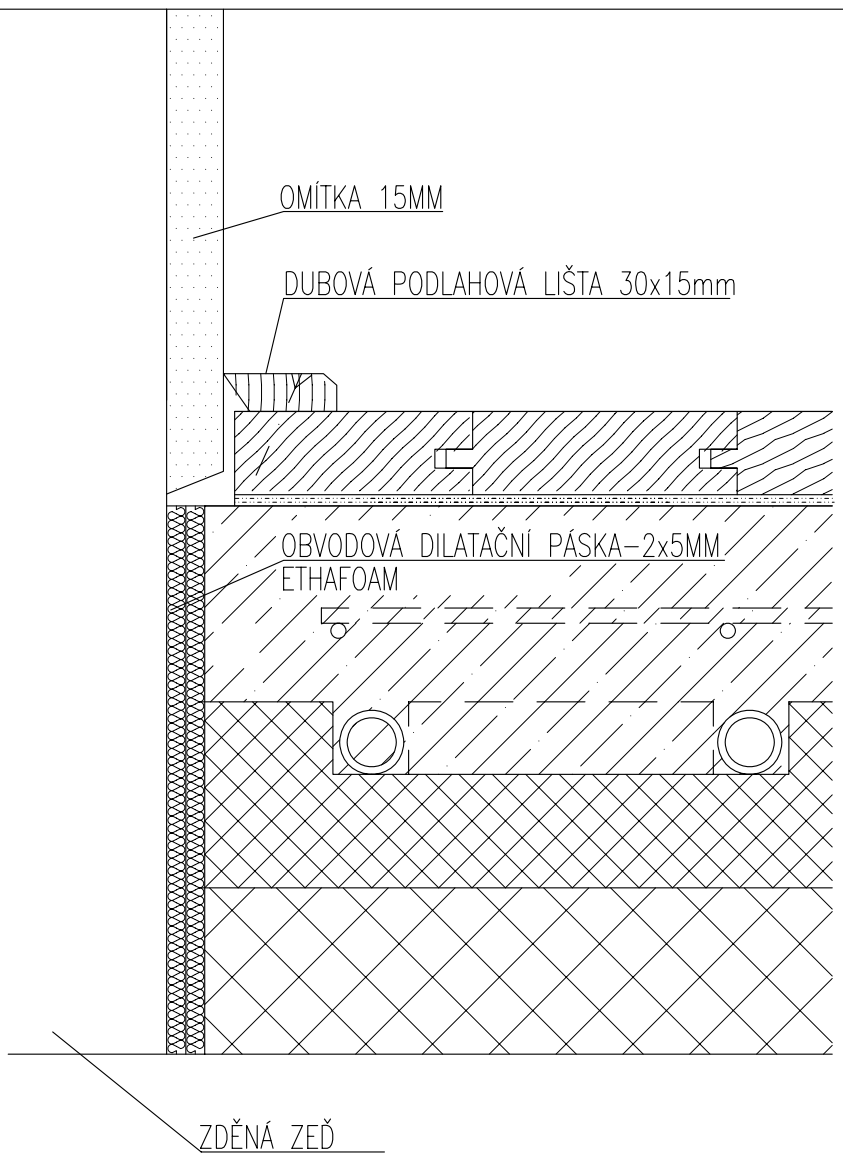 OMÍTKA 15MM
DUBOVÁ PODLAHOVÁ LIŠTA 30x15mm
OBVODOVÁ DILATAČNÍ PÁSKA-2x5MM
ETHAFOAM
ZDĚNÁ ZEĎ